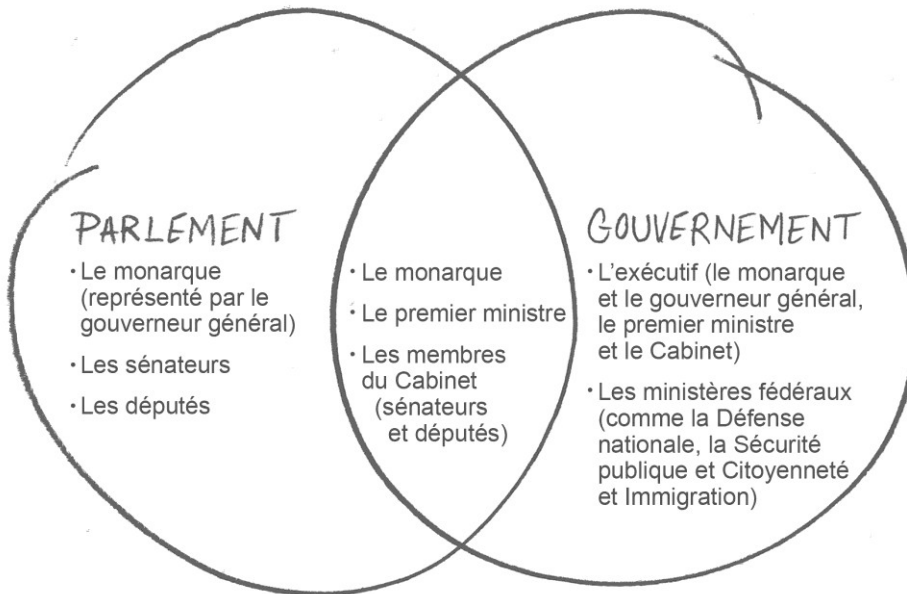 PARLEMENT
• Le monarque
(représenté par le
gouverneur général)
• Les sénateurs
• Les députés
• Le monarque
• Le premier ministre
• Les membres
du Cabinet
(sénateurs
et députés)
GOUVERNEMENT
• L'exécutif (le monarque
et le gouverneur général,
le premier ministre
et le Cabinet)
• Les ministères fédéraux
(comme la Défense
nationale, la Sécurité
publique et Citoyenneté
et Immigration)